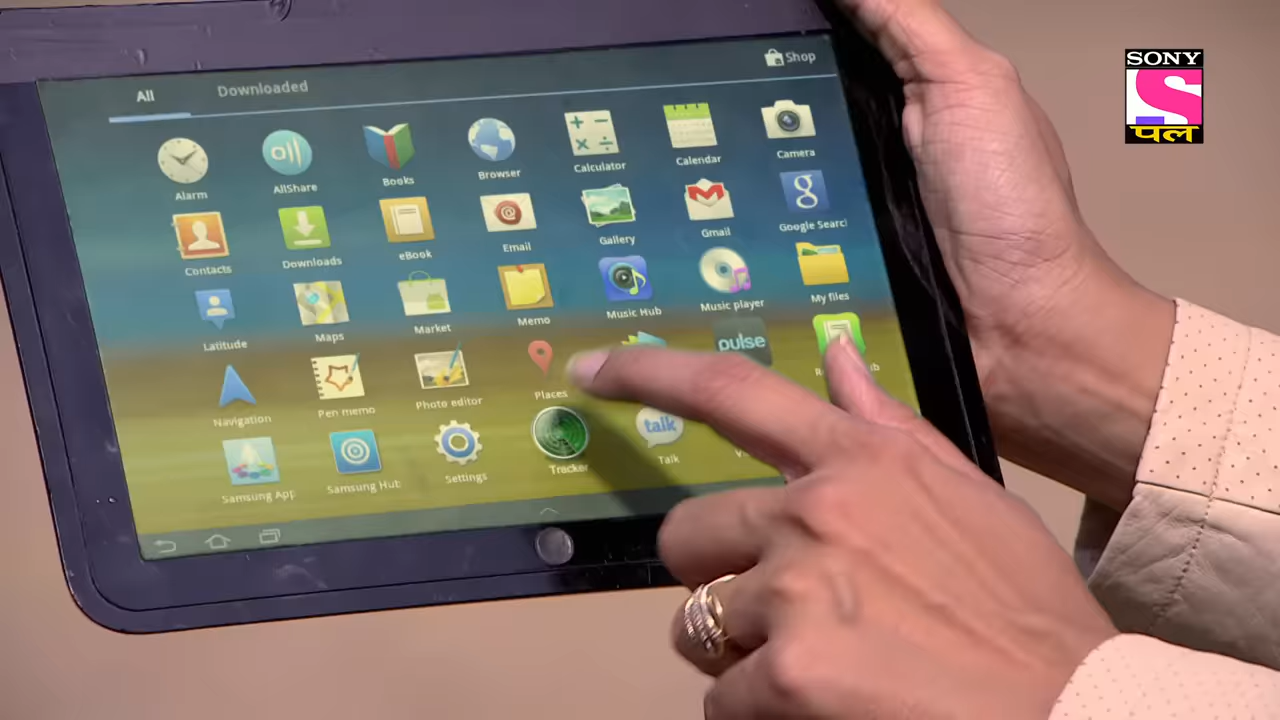 SONY
S
पल
All
Downloaded
Shop
Alarm
AllShare
Books
Browser
Calculator
Calendar
Camera
Contacts
Downloads
eBook
Email
Gallery
Gmail
Google Searc
Latitude
Maps
Market
Memo
Music Hub
Music player
My files
Navigation
Pen memo
Photo editor
Places
pulse
Samsung App
Samsung Hub
Settings
Tracker
talk
Talk